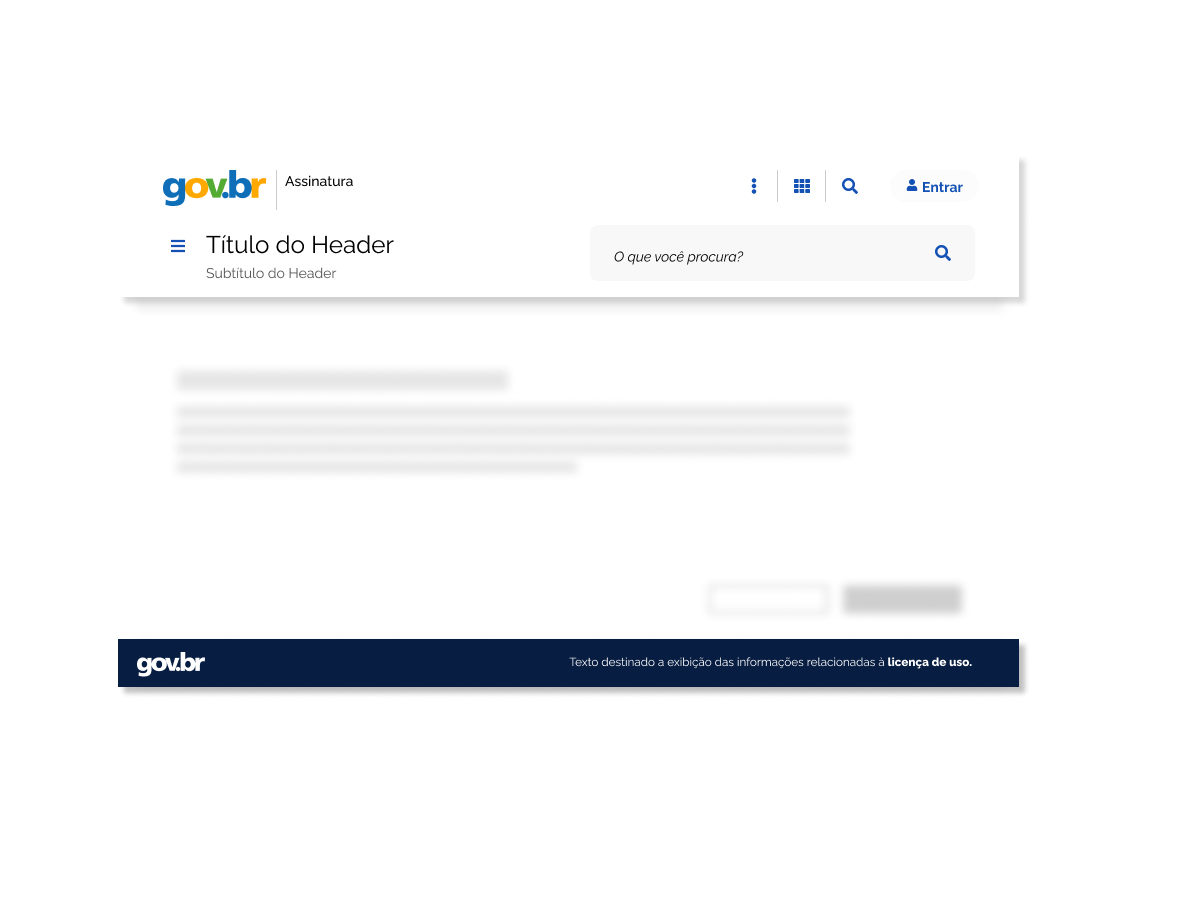 gov.br
Assinatura
Entrar
Título do Header
Subtítulo do Header
O que você procura?
gov.br
Texto destinado a exibição das informações relacionadas à licença de uso.